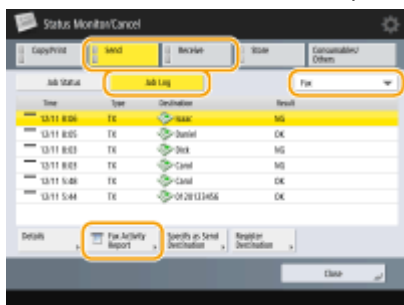 Status Monitor/Cancel
Copy/Print Send Receive Store Consumables/
Others
Job Status Job Log Fax
Time Type Destination Result
12/11 8:06 TX Isaac NG
12/11 8:05 TX Daniel OK
12/11 8:03 TX Dick NG
12/11 8:03 TX Carol NG
12/11 5:48 TX Carol OK
12/11 5:44 TX 0120123456 OK
Details Fax Activity
Report Specify as Send
Destination Register
Destination
Close